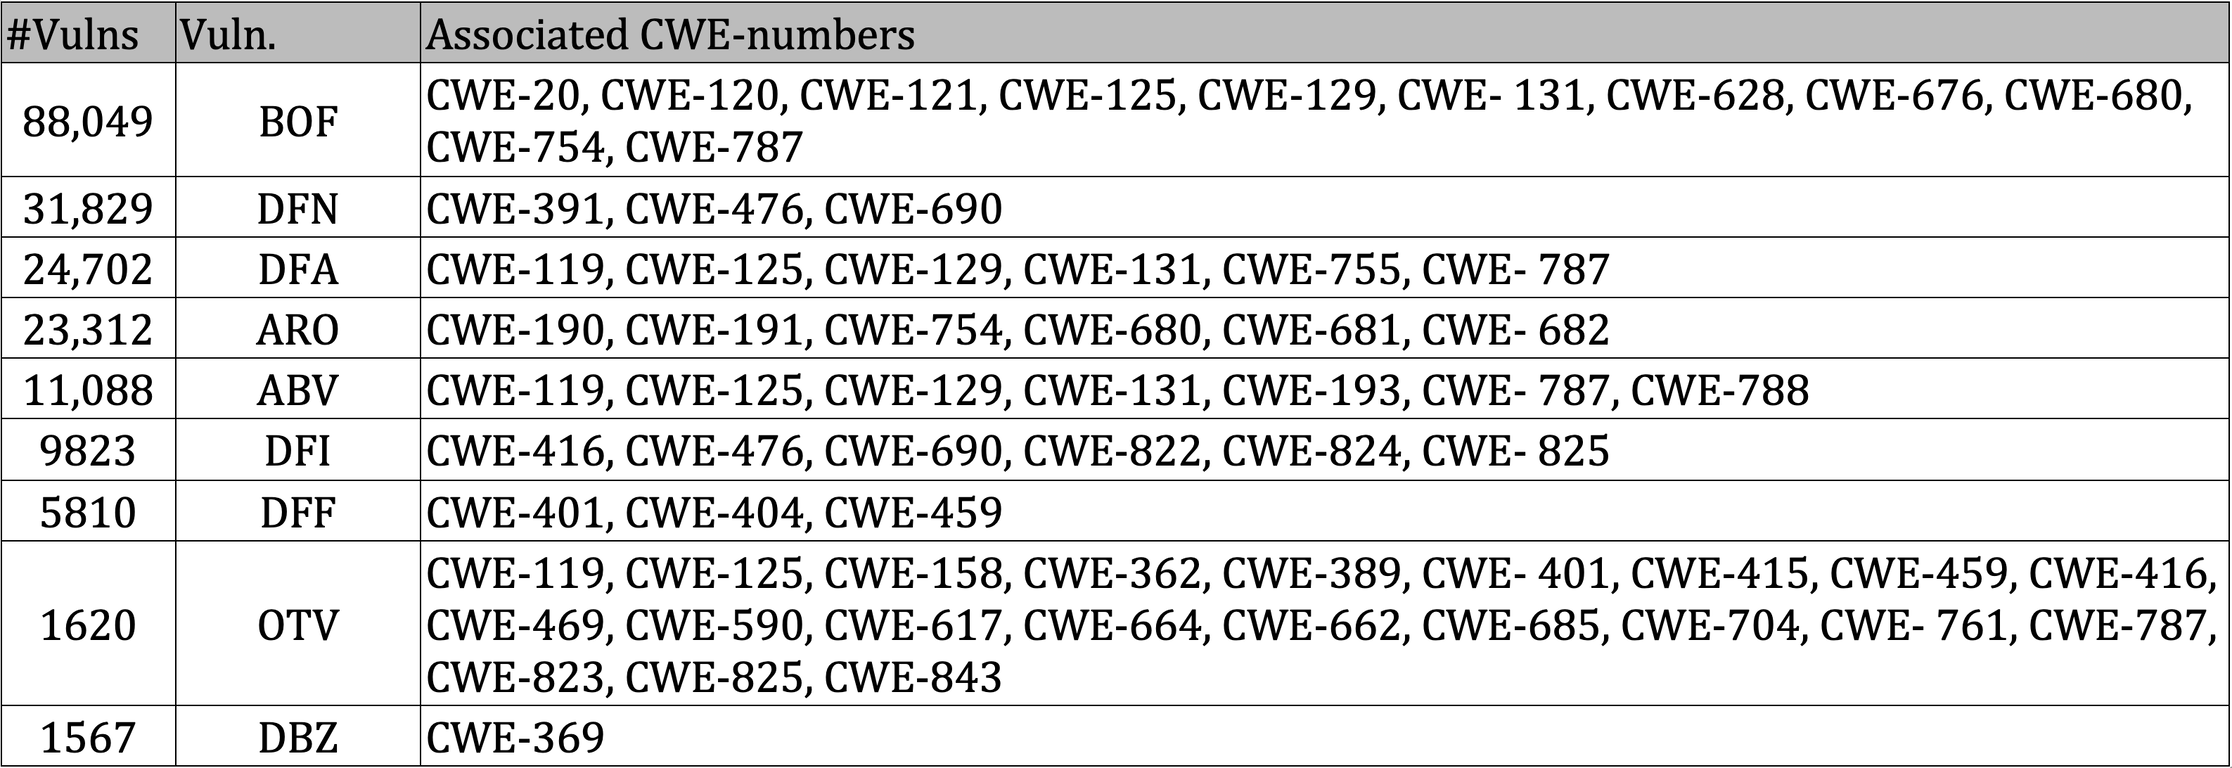 #Vulns Vuln. Associated CWE-numbers
88,049 BOF CWE-20, CWE-120, CWE-121, CWE-125, CWE-129, CWE- 131, CWE-628, CWE-676, CWE-680,
CWE-754, CWE-787
31,829 DFN CWE-391, CWE-476, CWE-690
24,702 DFA CWE-119, CWE-125, CWE-129, CWE-131, CWE-755, CWE- 787
23,312 ARO CWE-190, CWE-191, CWE-754, CWE-680, CWE-681, CWE- 682
11,088 ABV CWE-119, CWE-125, CWE-129, CWE-131, CWE-193, CWE- 787, CWE-788
9823 DFI CWE-416, CWE-476, CWE-690, CWE-822, CWE-824, CWE- 825
5810 DFF CWE-401, CWE-404, CWE-459
1620 OTV CWE-119, CWE-125, CWE-158, CWE-362, CWE-389, CWE- 401, CWE-415, CWE-459, CWE-416,
CWE-469, CWE-590, CWE-617, CWE-664, CWE-662, CWE-685, CWE-704, CWE- 761, CWE-787,
CWE-823, CWE-825, CWE-843
1567 DBZ CWE-369